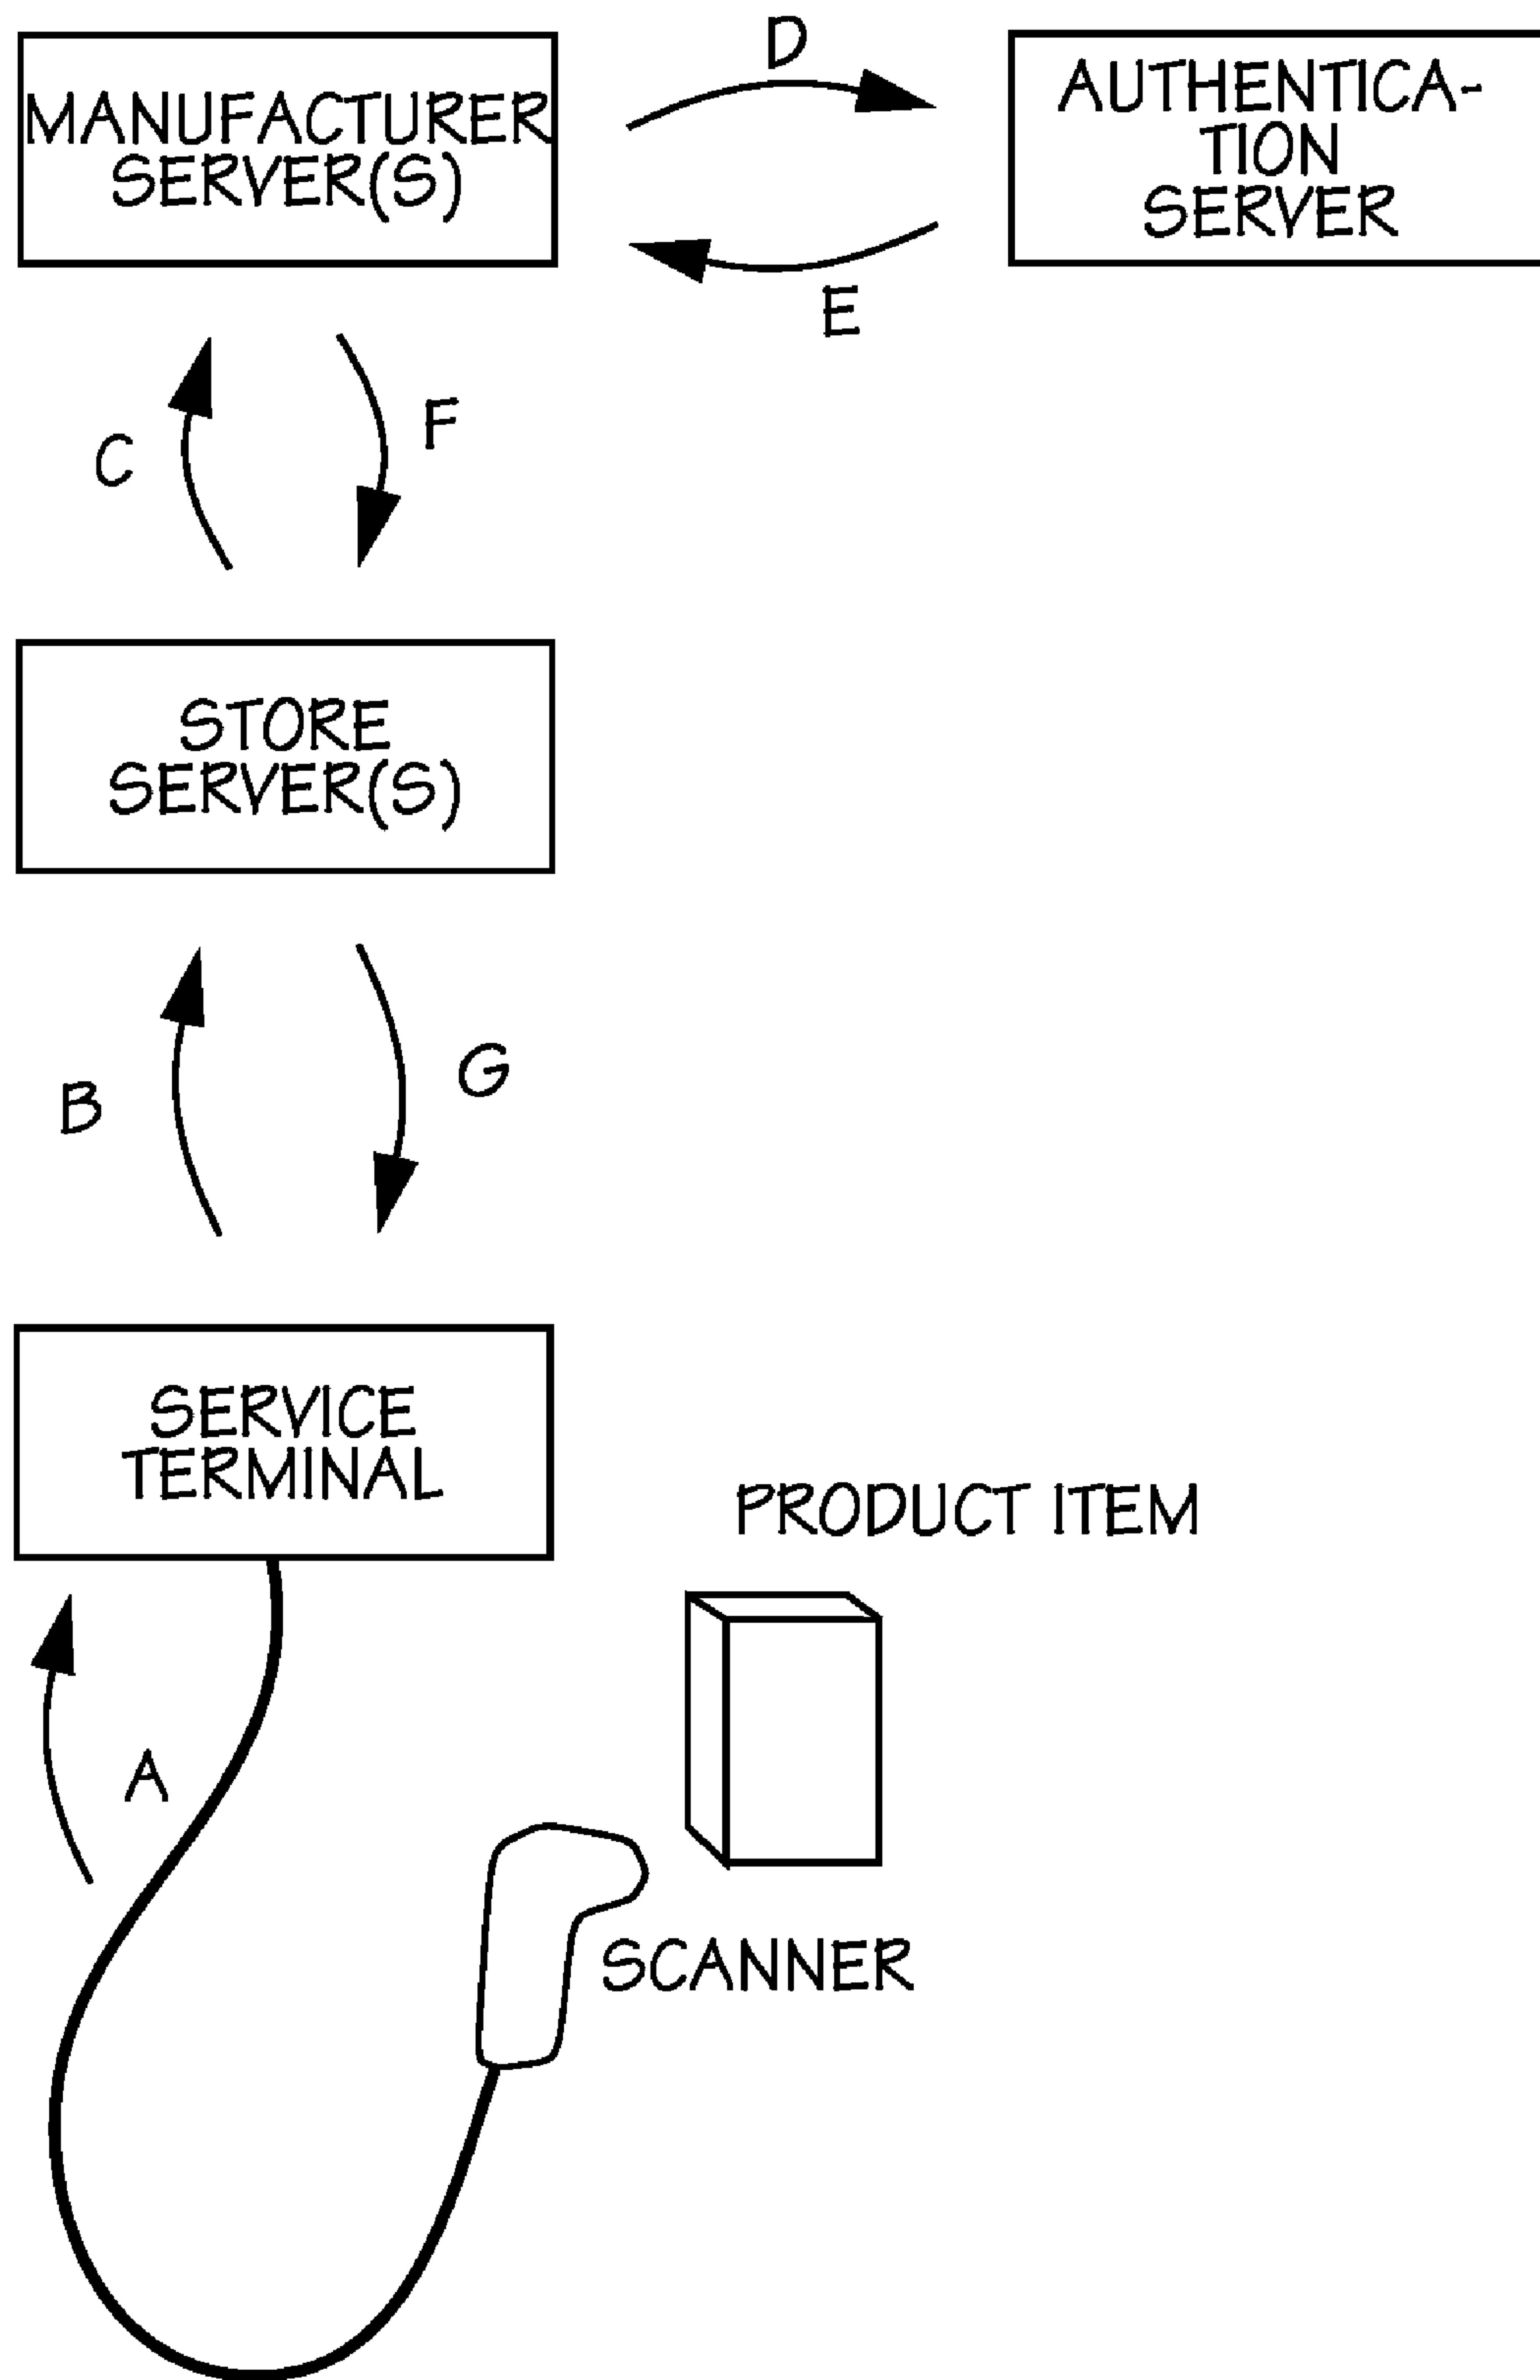 D
MANUFACTURER
SERVER(S)
AUTHENTICA-
TION
SERVER
E
C
F
STORE
SERVER(S)
B
G
SERVICE
TERMINAL
PRODUCT ITEM
A
SCANNER